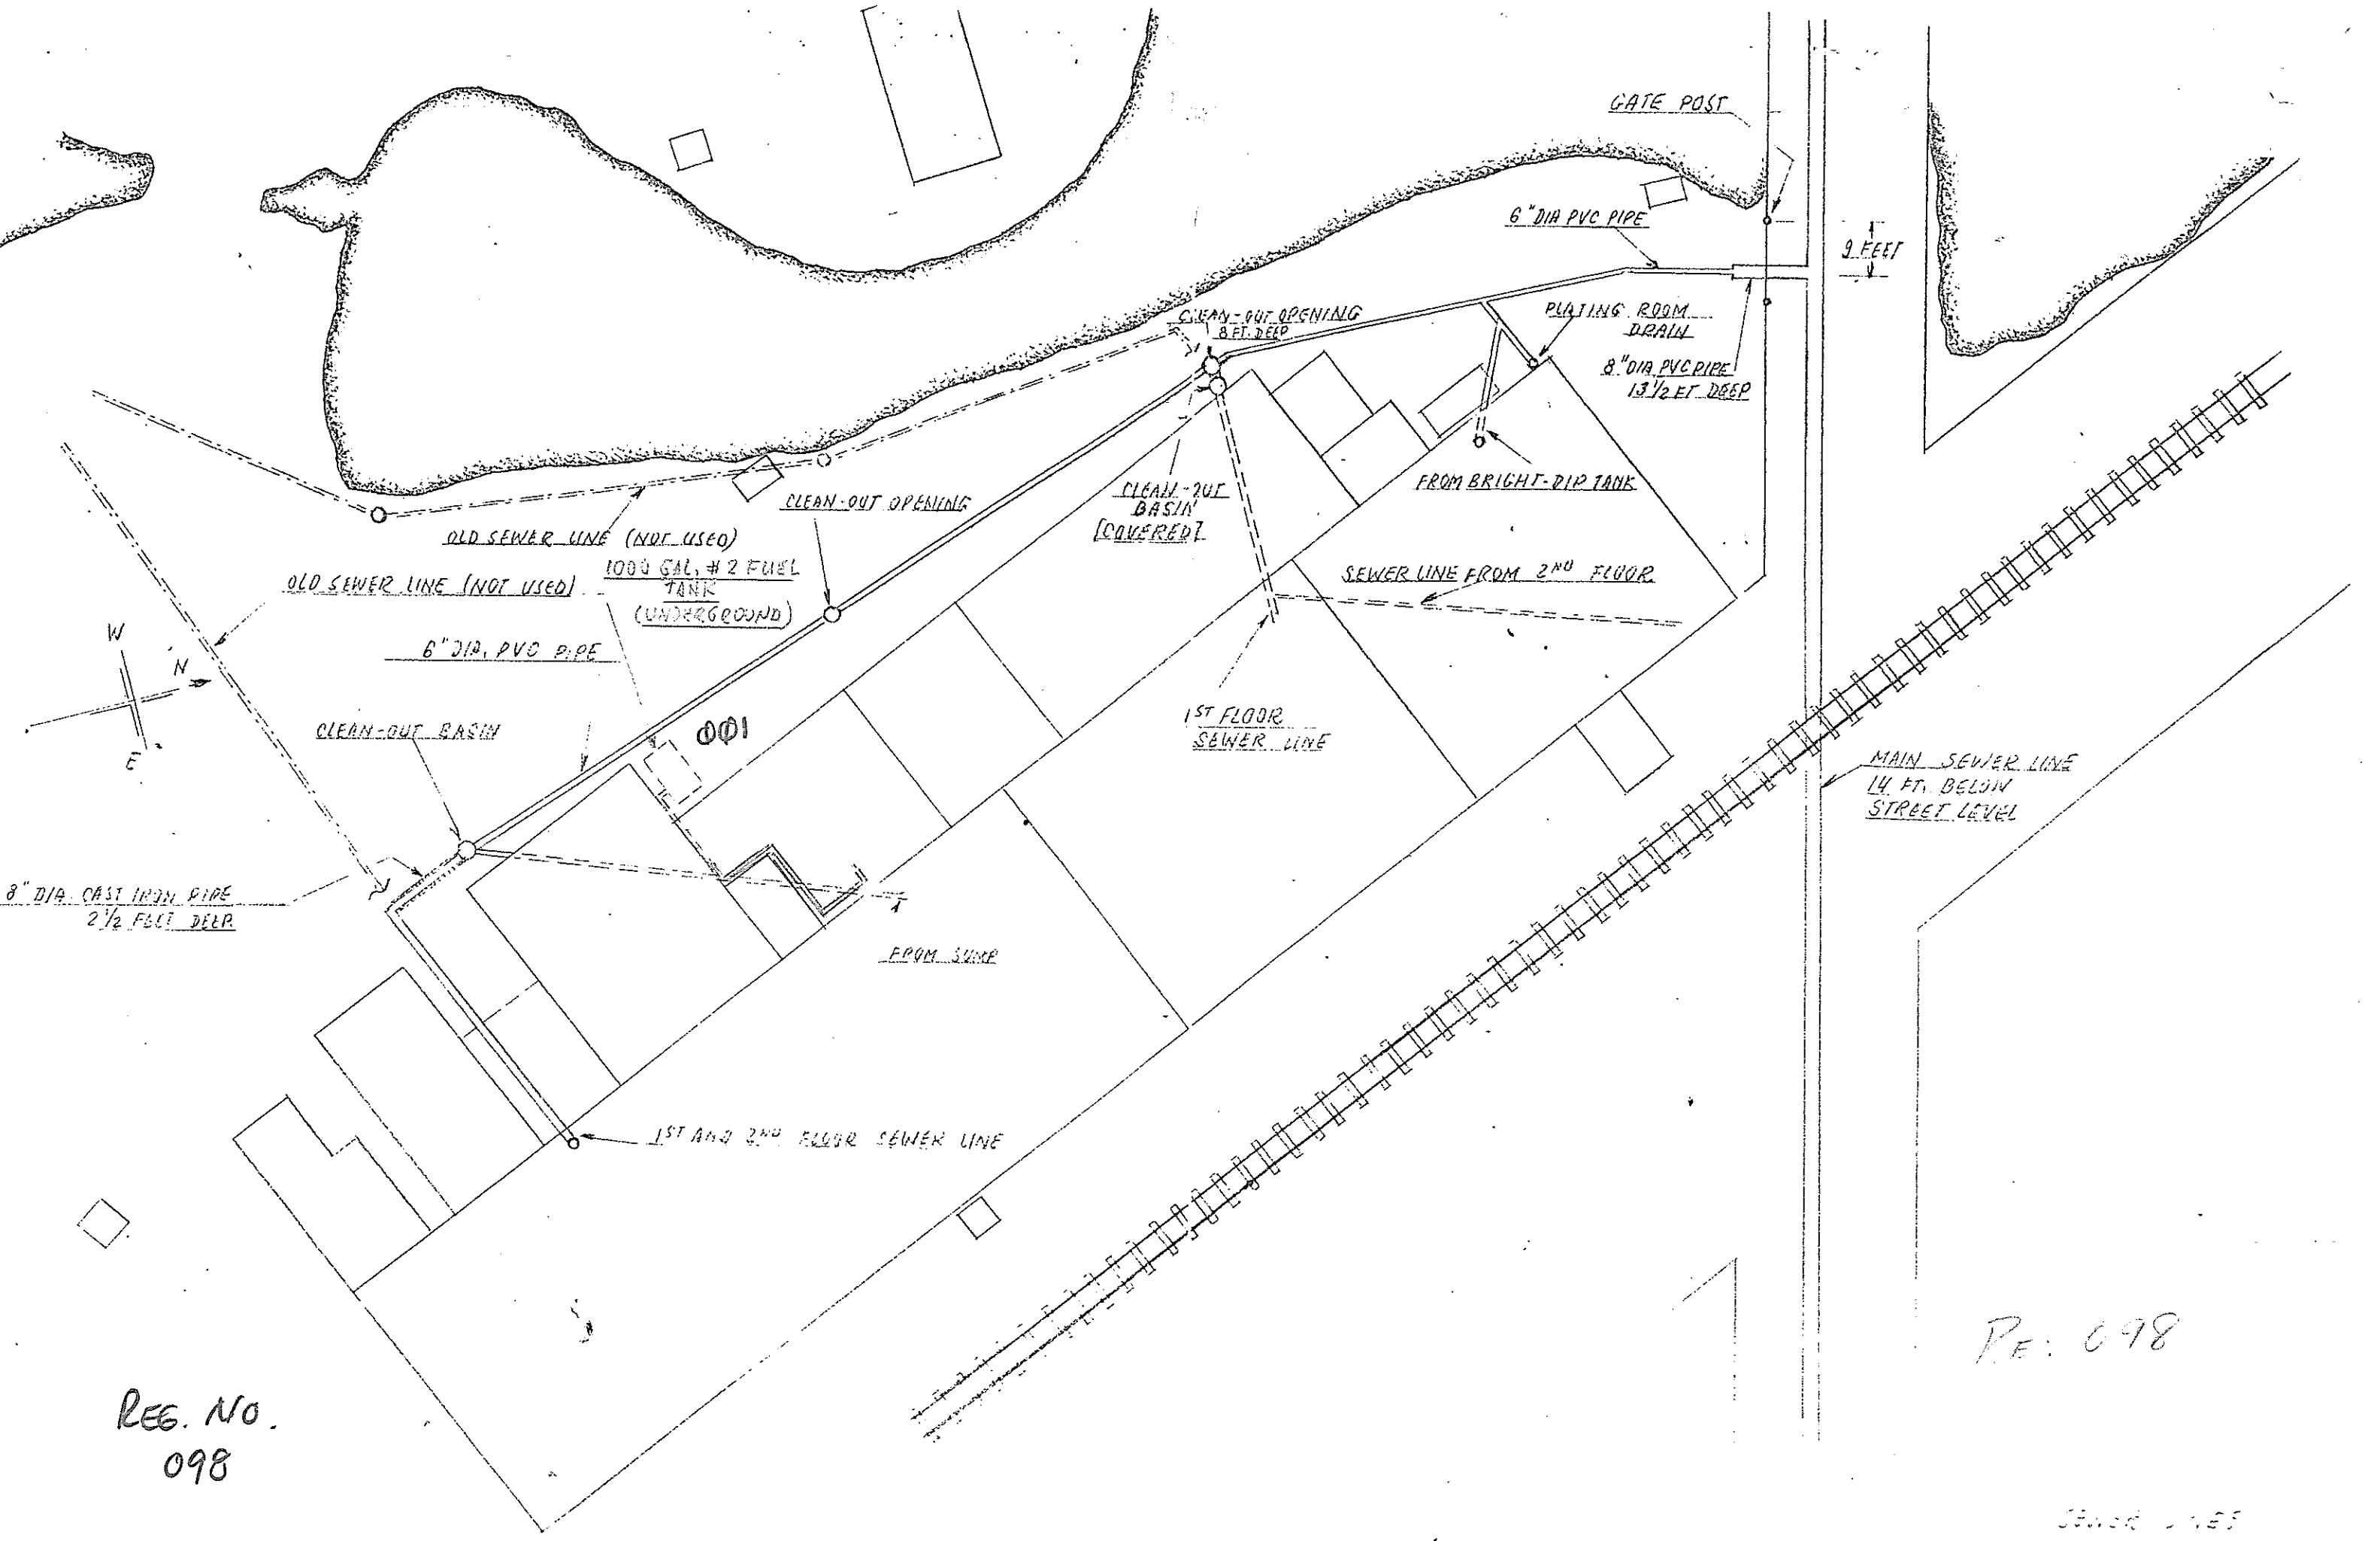 GATE POST
6" DIA PVC PIPE
9 FEET
CLEAN-OUT OPENING
8 FT. DEEP
PLATING ROOM
DRAIN
8" DIA. PVC PIPE
13 1/2 FT DEEP
CLEAN-OUT OPENING
CLEAN-OUT
BASIN
[COVERED]
FROM BRIGHT-DIP TANK
OLD SEWER LINE (NOT USED)
1000 GAL. #2 FUEL
TANK
(UNDERGROUND)
OLD SEWER LINE (NOT USED)
SEWER LINE FROM 2ND FLOOR
W
N
E
6" DIA. PVC PIPE
CLEAN-OUT BASIN
001
1ST FLOOR
SEWER LINE
MAIN SEWER LINE
14 FT. BELOW
STREET LEVEL
8" DIA. CAST IRON PIPE
2 1/2 FEET DEEP
FROM SUMP
1ST AND 2ND FLOOR SEWER LINE
RE: 098
REG. NO.
098
SEWER LINES